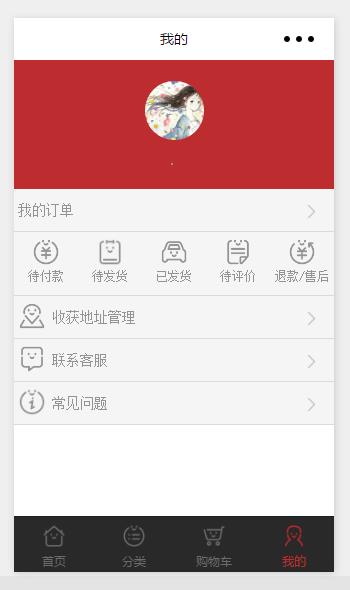 我的
我的订单
待付款 待发货 已发货 待评价 退款/售后
收获地址管理
联系客服
常见问题
首页 分类 购物车 我的